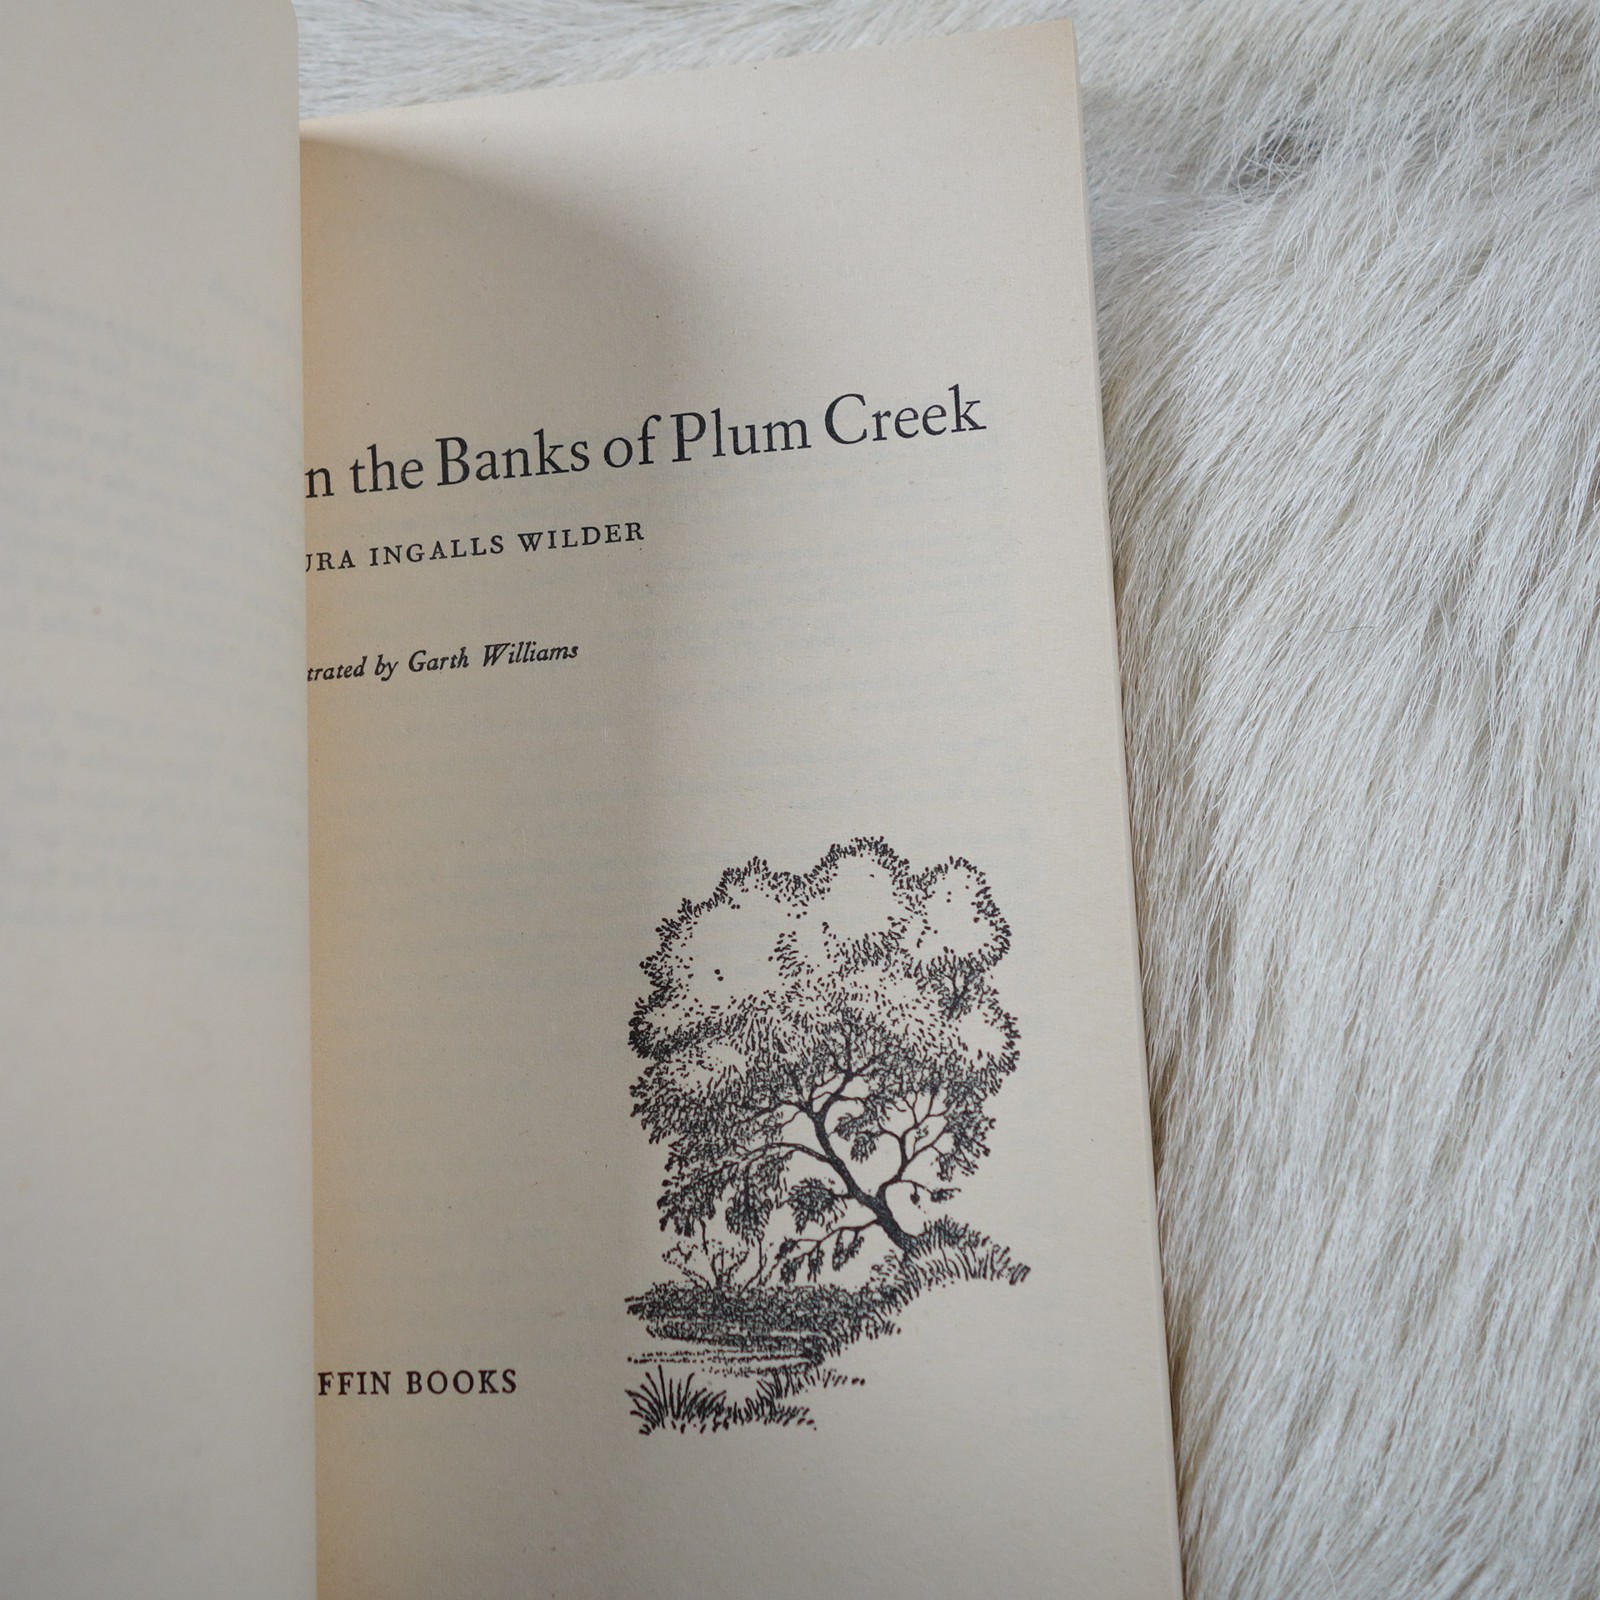 n the Banks of Plum Creek
URA INGALLS WILDER
trated by Garth Williams
FFIN BOOKS